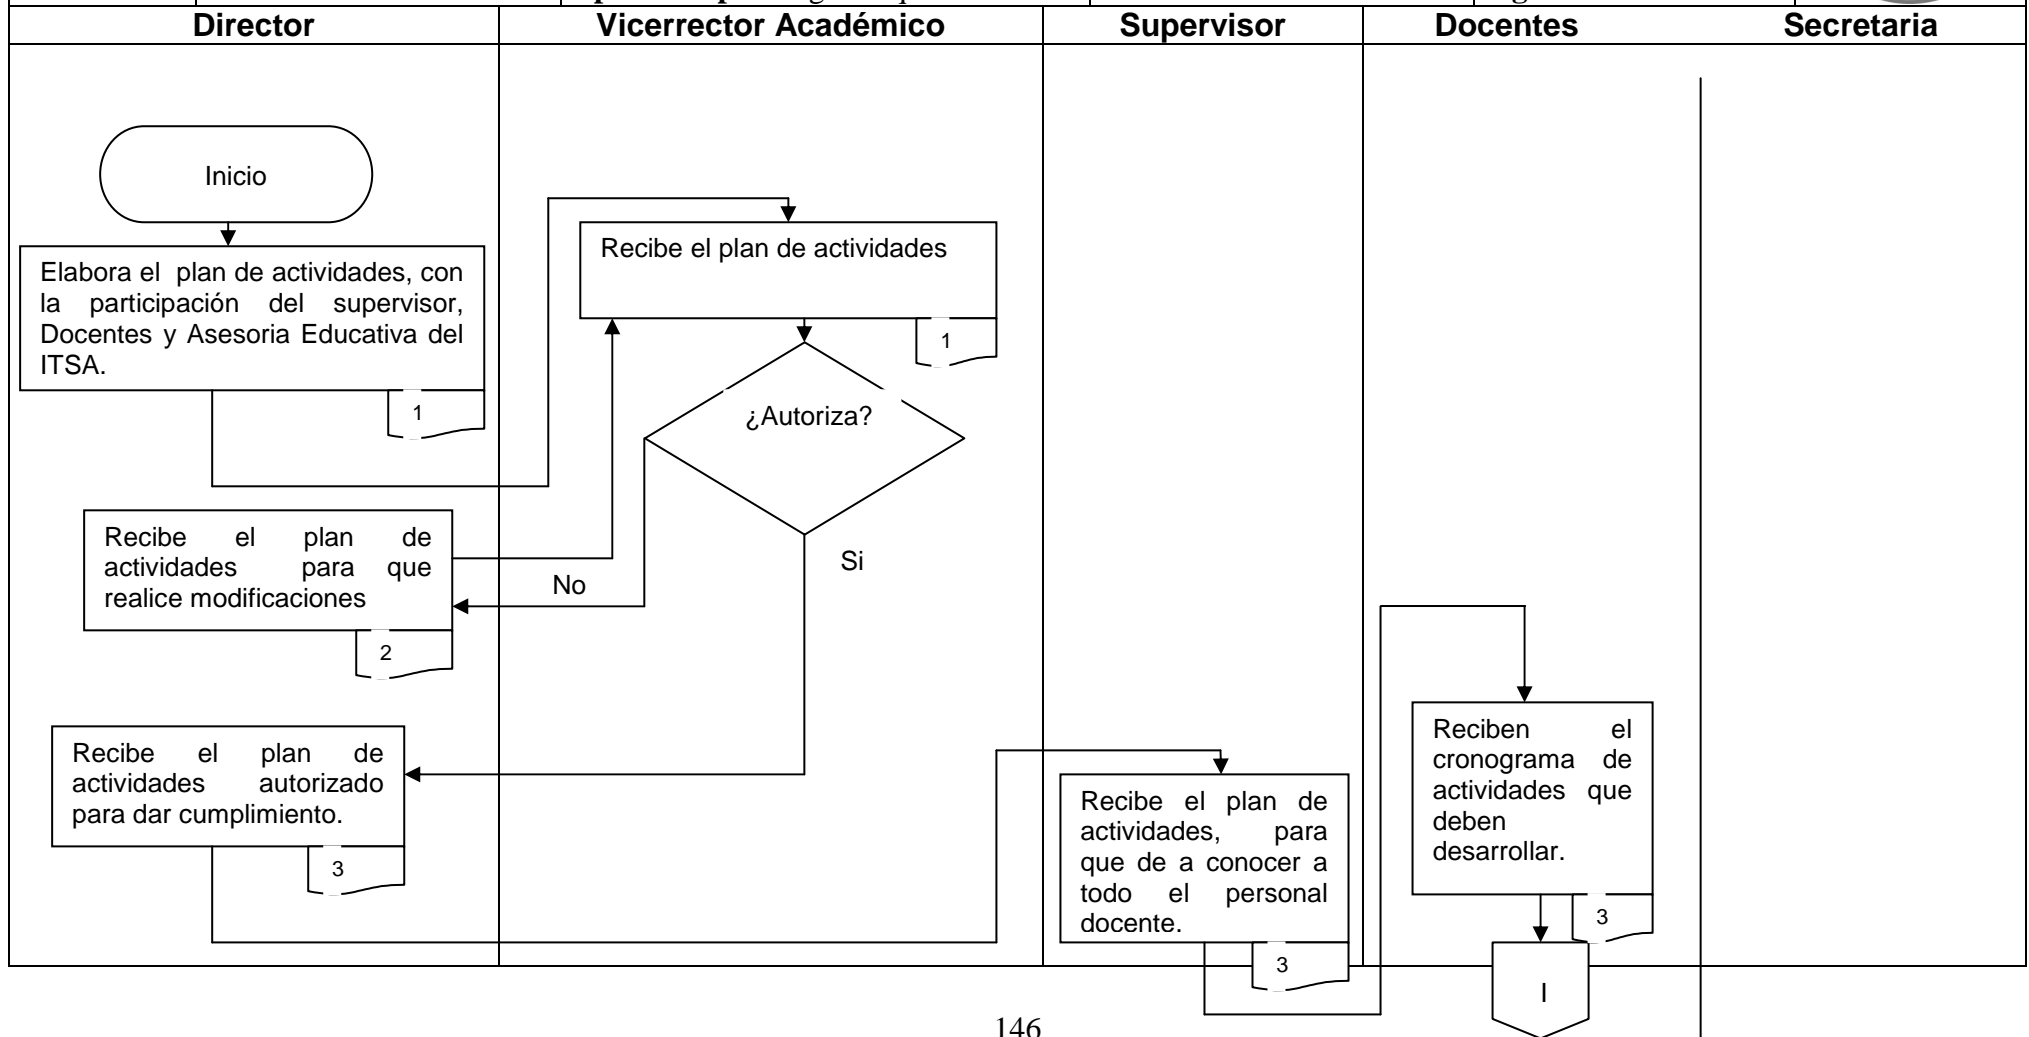 Director
Vicerrector Académico
Supervisor
Docentes
Secretaria
Inicio
Elabora el plan de actividades, con
la participación del supervisor,
Docentes y Asesoria Educativa del
ITSA.
1
Recibe el plan de actividades
1
¿Autoriza?
Si
No
Recibe el plan de
actividades para que
realice modificaciones
2
Recibe el plan de
actividades autorizado
para dar cumplimiento.
3
Recibe el plan de
actividades, para
que de a conocer a
todo el personal
docente.
3
Reciben el
cronograma de
actividades que
deben
desarrollar.
3
I
146